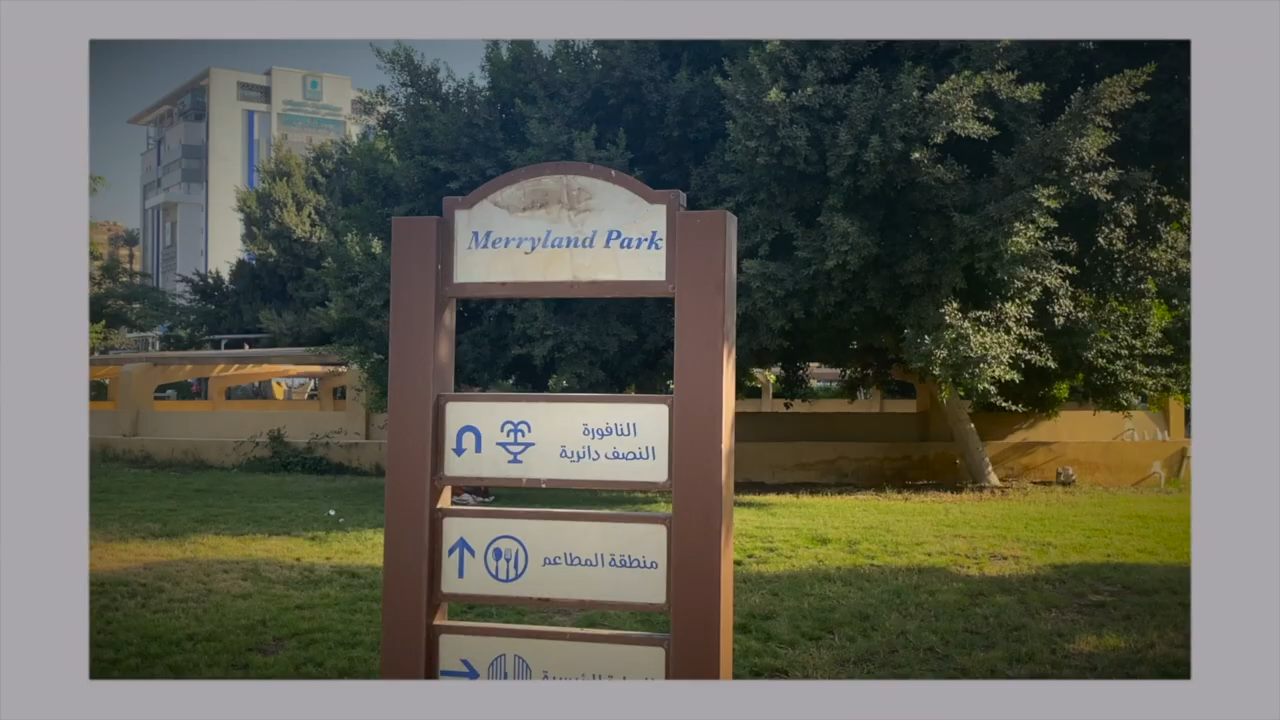 Merryland Park
النافورة
النصف دائرية
منطقة المطاعم